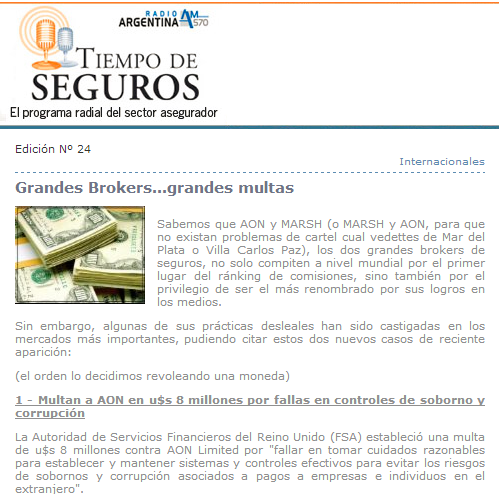 RADIO
ARGENTINA AM 570
TIEMPO DE
SEGUROS
El programa radial del sector asegurador
Edición Nº 24
Internacionales
Grandes Brokers...grandes multas
Sabemos que AON y MARSH (o MARSH y AON, para que
no existan problemas de cartel cual vedettes de Mar del
Plata o Villa Carlos Paz), los dos grandes brokers de
seguros, no solo compiten a nivel mundial por el primer
lugar del ránking de comisiones, sino también por el
privilegio de ser el más renombrado por sus logros en
los medios.
Sin embargo, algunas de sus prácticas desleales han sido castigadas en los
mercados más importantes, pudiendo citar estos dos nuevos casos de reciente
aparición:
(el orden lo decidimos revoleando una moneda)
1 - Multan a AON en u$s 8 millones por fallas en controles de soborno y
corrupción
La Autoridad de Servicios Financieros del Reino Unido (FSA) estableció una multa
de u$s 8 millones contra AON Limited por "fallar en tomar cuidados razonables
para establecer y mantener sistemas y controles efectivos para evitar los riesgos
de sobornos y corrupción asociados a pagos a empresas e individuos en el
extranjero".